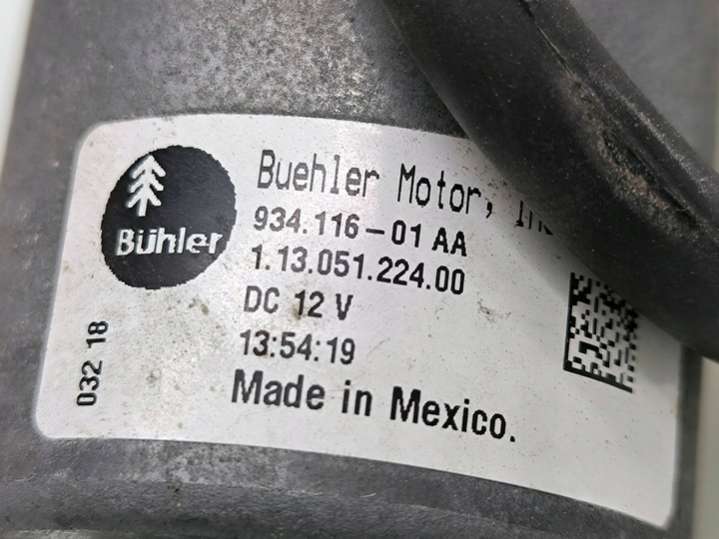 Bühler
Buehler Motor,
934.116-01 AA
1.13.051.224.00
DC 12 V
13:54:19
Made in Mexico.
032 18